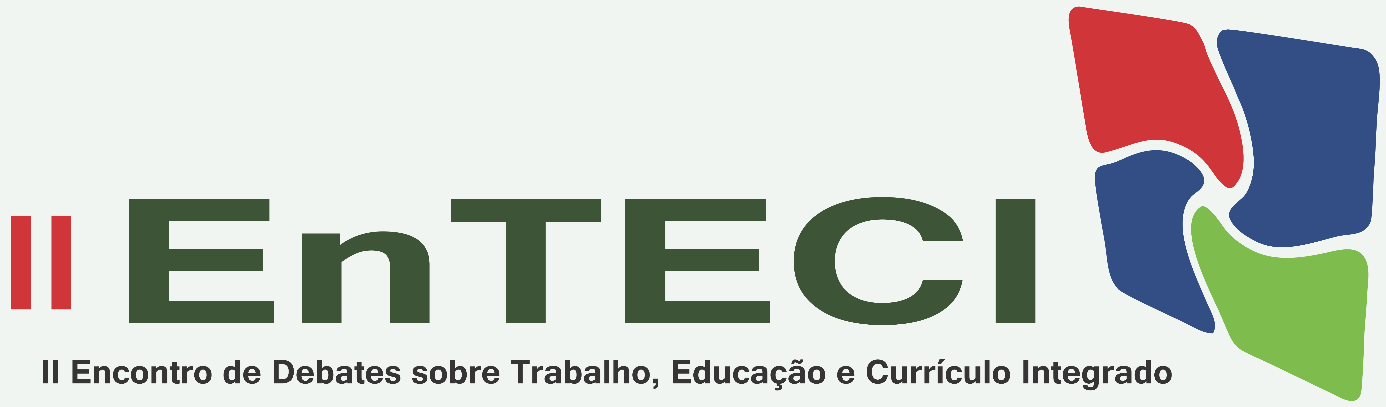 II EnTECI
II Encontro de Debates sobre Trabalho, Educação e Currículo Integrado